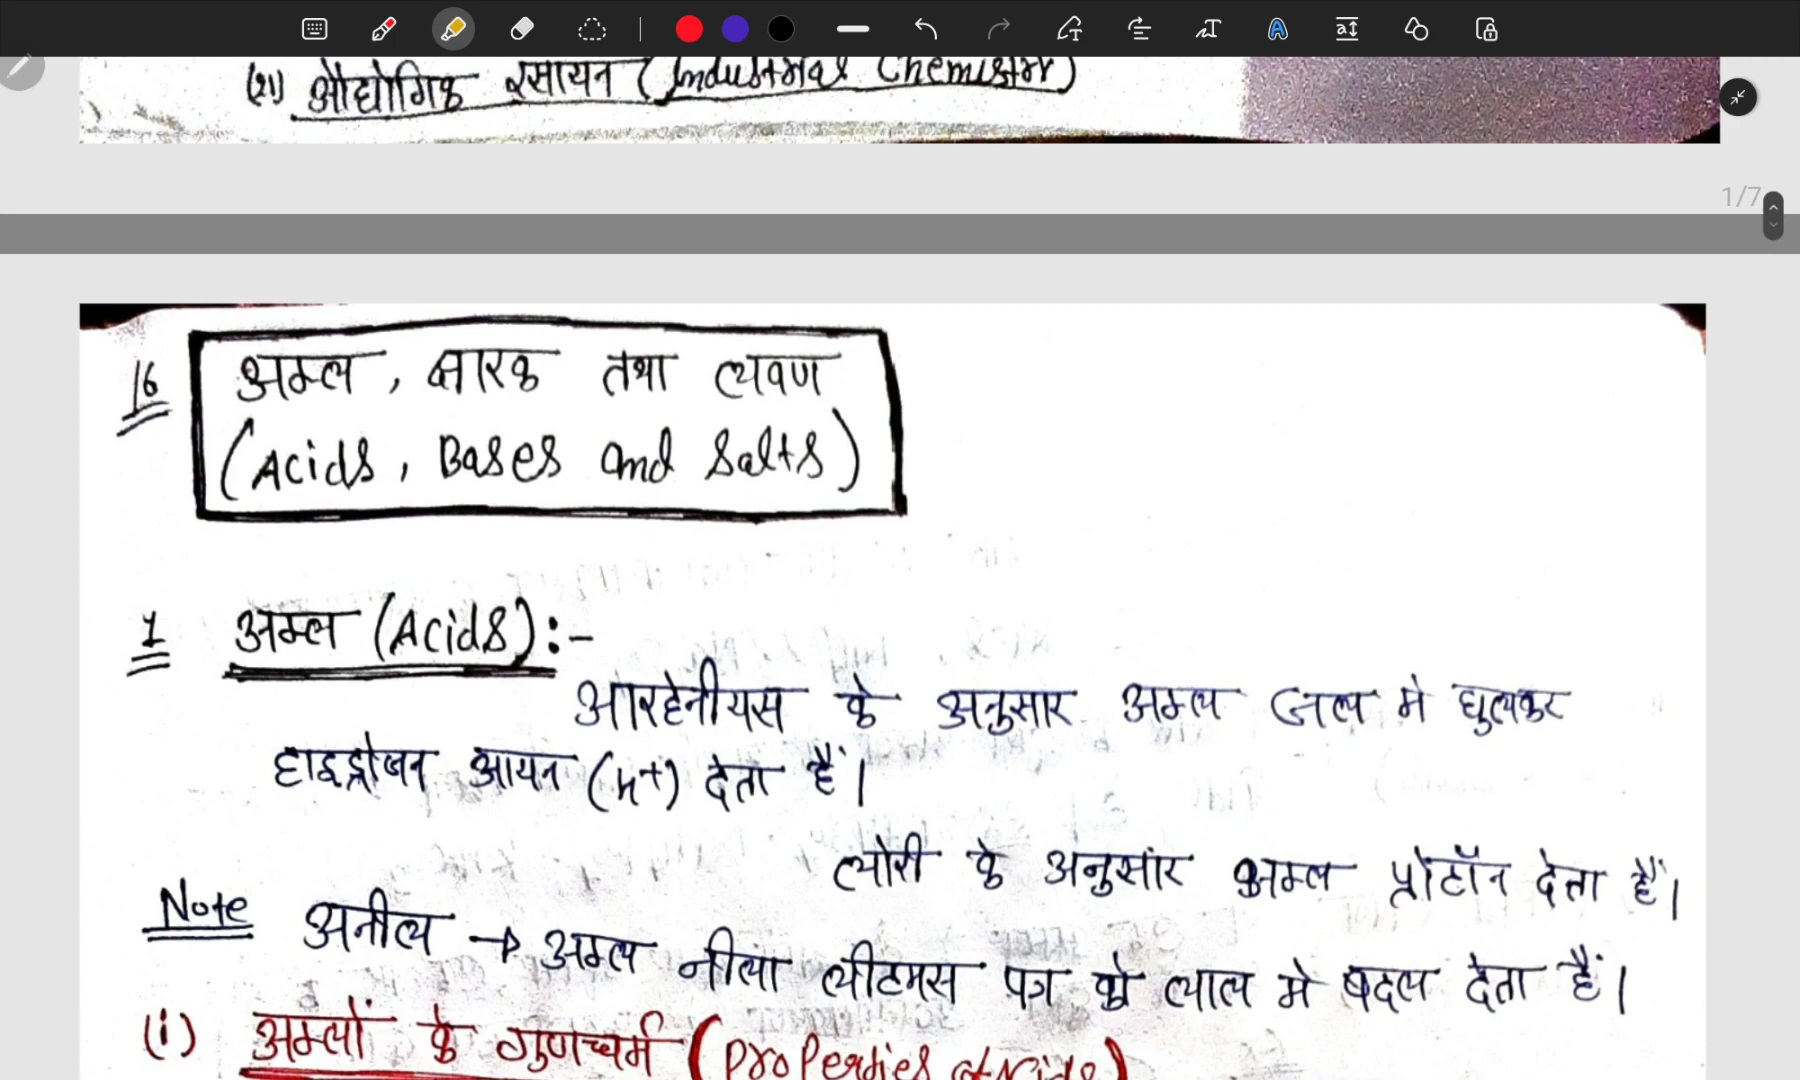 (21) औद्योगिक रसायन (Industrial Chemistry)
1/7
16
अम्ल, क्षारक तथा लवण
(Acids, Bases and Salts)
1 अम्ल (Acids):-
आरहेनीयस के अनुसार अम्ल जल मे घुलकर
हाइड्रोजन आयन (H+) देता हैं।
ल्योरी के अनुसार अम्ल प्रोटॉन देता हैं।
Note अनील → अम्ल नीला लीटमस पत्र को लाल मे बदल देता हैं।
(i) अम्लों के गुणधर्म (Properties of Acids)